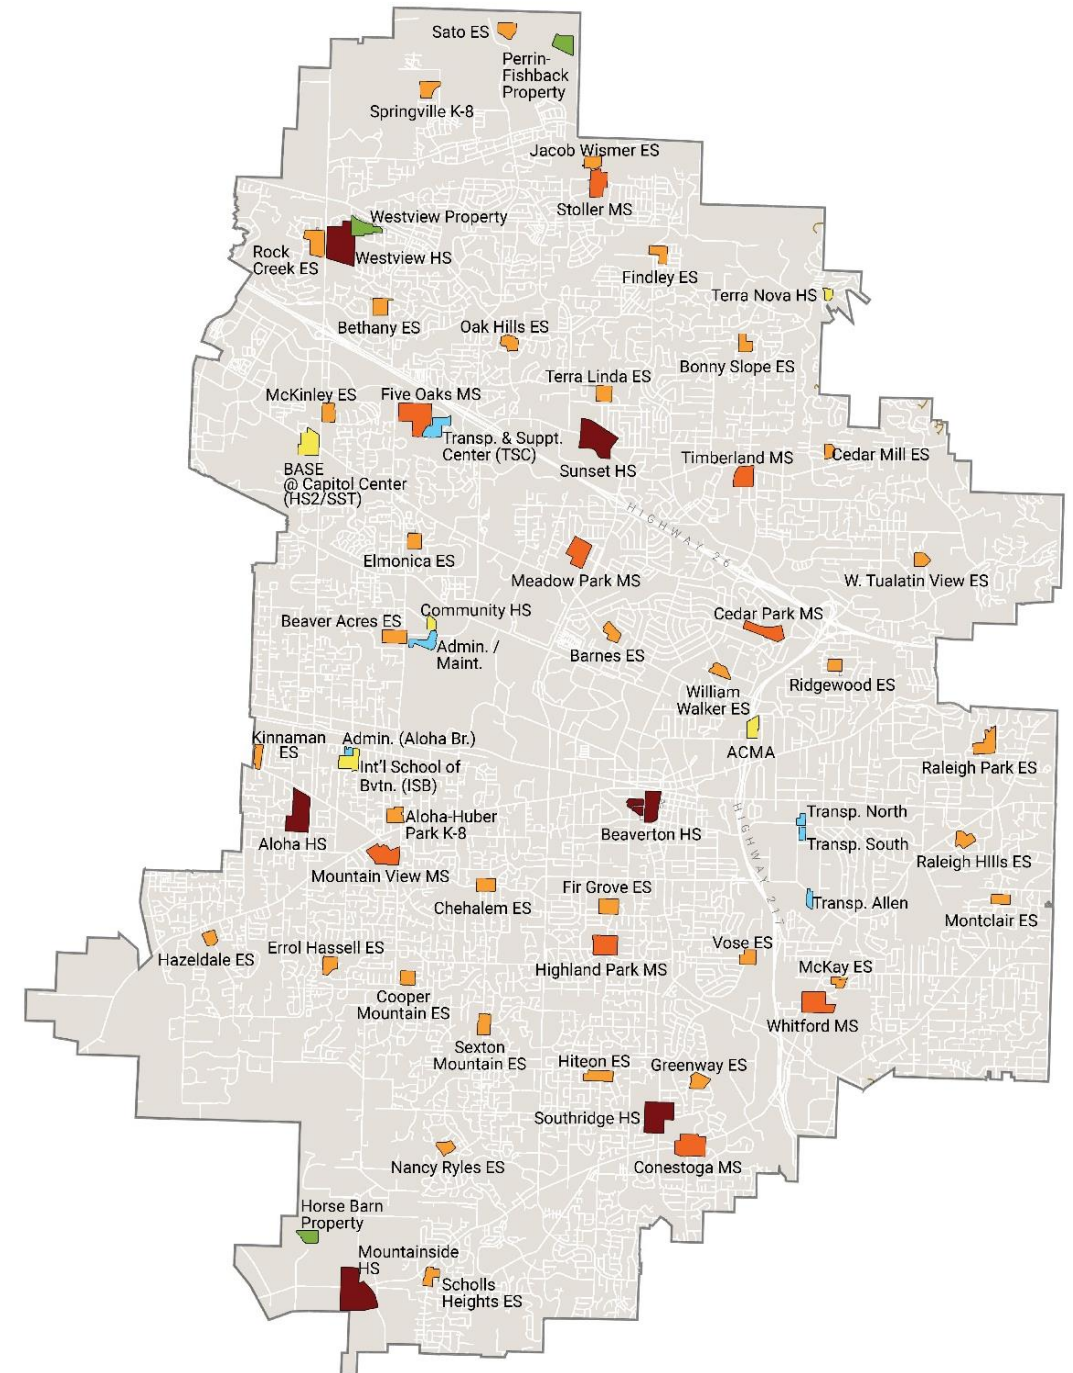 Sato ES
Perrin-
Fishback
Property
Springville K-8
Jacob Wismer ES
Stoller MS
Westview Property
Rock
Creek ES
Westview HS
Findley ES
Terra Nova HS
Bethany ES
Oak Hills ES
Bonny Slope ES
Terra Linda ES
McKinley ES
Five Oaks MS
Transp. & Suppt.
Center (TSC)
Sunset HS
Timberland MS
Cedar Mill ES
BASE
@ Capitol Center
(HS2/SST)
HIGHWAY 26
Elmonica ES
Meadow Park MS
W. Tualatin View ES
Community HS
Beaver Acres ES
Admin. /
Maint.
Cedar Park MS
Barnes ES
Ridgewood ES
William
Walker ES
ACMA
Kinnaman
ES
Admin. (Aloha Br.)
Int'l School of
Bvtn. (ISB)
Raleigh Park ES
Aloha HS
Aloha-Huber
Park K-8
Beaverton HS
HIGHWAY 217
Transp. North
Transp. South
Raleigh HIlls ES
Mountain View MS
Chehalem ES
Fir Grove ES
Transp. Allen
Montclair ES
Hazeldale ES
Errol Hassell ES
Highland Park MS
Vose ES
McKay ES
Cooper
Mountain ES
Whitford MS
Sexton
Mountain ES
Hiteon ES
Greenway ES
Southridge HS
Conestoga MS
Nancy Ryles ES
Horse Barn
Property
Mountainside
HS
Scholls
Heights ES